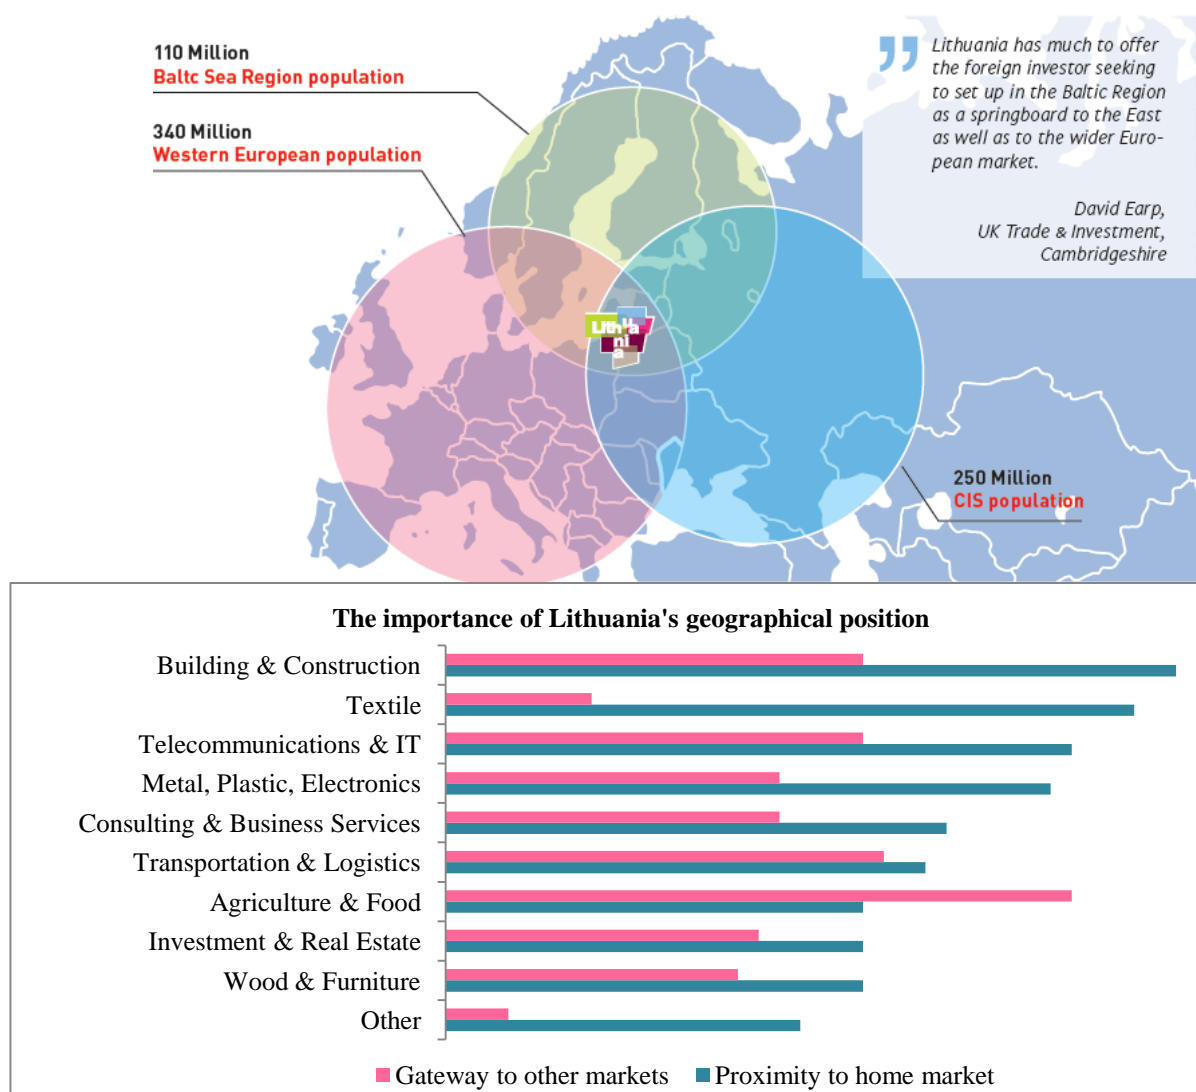 110 Million
Baltc Sea Region population
340 Million
Western European population
” Lithuania has much to offer
the foreign investor seeking
to set up in the Baltic Region
as a springboard to the East
as well as to the wider Euro-
pean market.
David Earp,
UK Trade & Investment,
Cambridgeshire
Lithua
ni
a
250 Million
CIS population
The importance of Lithuania's geographical position
Building & Construction
Textile
Telecommunications & IT
Metal, Plastic, Electronics
Consulting & Business Services
Transportation & Logistics
Agriculture & Food
Investment & Real Estate
Wood & Furniture
Other
Gateway to other markets Proximity to home market